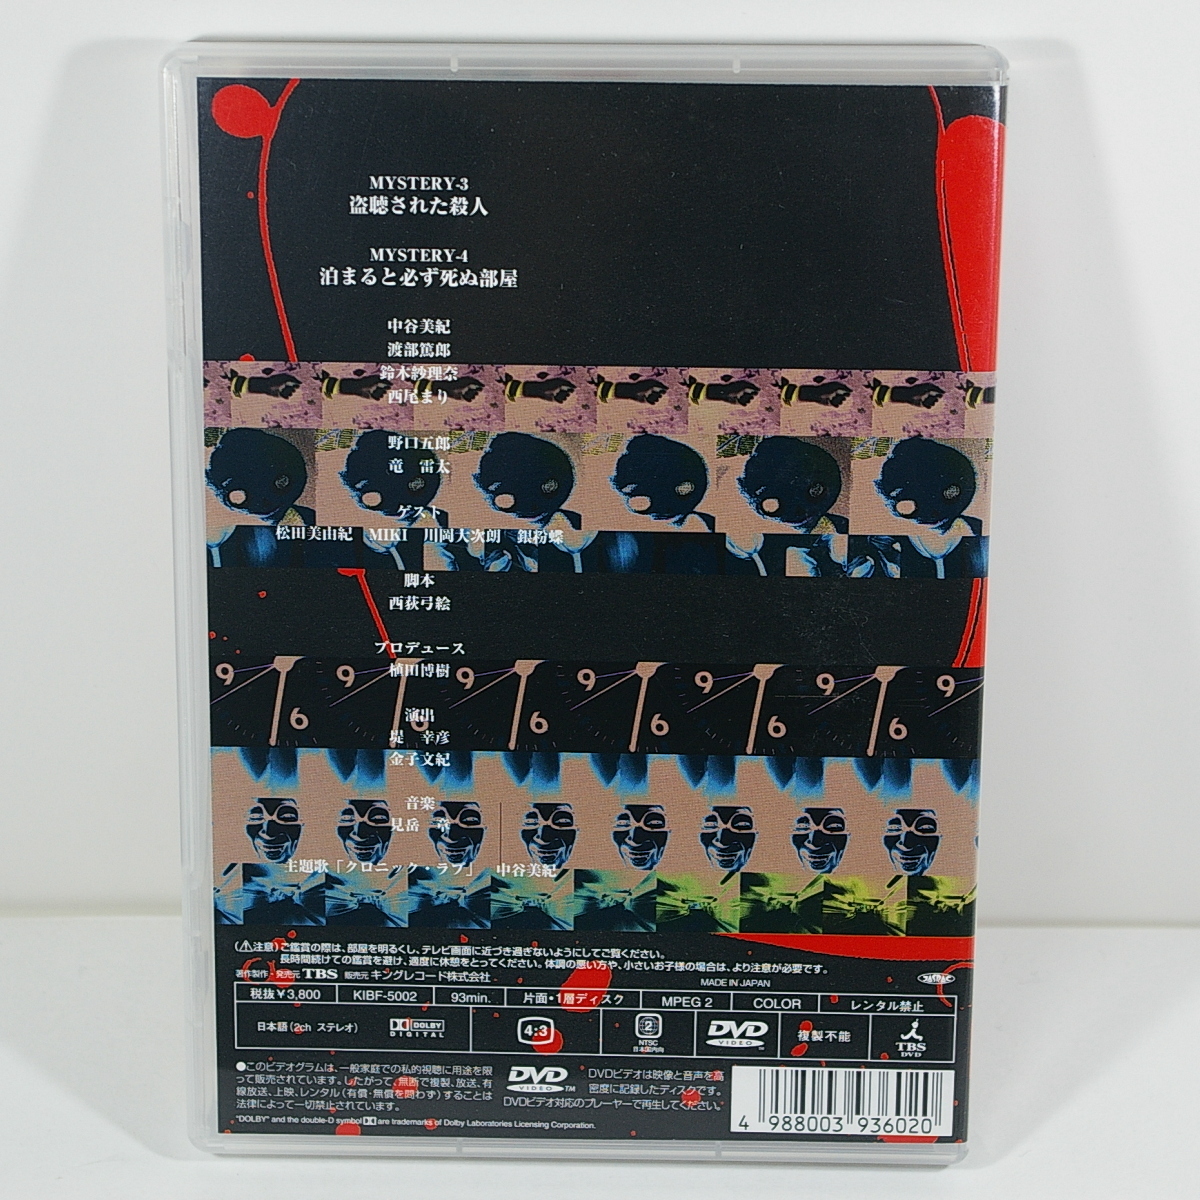 MYSTERY-3
盗聴された殺人
MYSTERY-4
泊まると必ず死ぬ部屋
中谷美紀
渡部篤郎
鈴木紗理奈
西尾まり
野口五郎
竜 雷太
ゲスト
松田美由紀 MIKI 川岡大次朗 銀粉蝶
脚本
西荻弓絵
プロデュース
植田博樹
演出
堤 幸彦
金子文紀
音楽
見岳 章
主題歌「クロニック・ラブ」 中谷美紀
9 9 9 9 9 9 9
6 6 6 6 6 6
(⚠注意) ご鑑賞の際は、部屋を明るくし、テレビ画面に近づき過ぎないようにしてご覧ください。
長時間続けての鑑賞を避け、適度に休憩をとってください。体調の悪い方や、小さいお子様の場合は、より注意が必要です。
著作製作・発売元 TBS 販売元 キングレコード株式会社
MADE IN JAPAN
JASRAC
税抜¥3,800 KIBF-5002 93min. 片面・1層ディスク MPEG 2 COLOR レンタル禁止
日本語(2ch ステレオ) DOLBY DIGITAL 4:3 2 NTSC 日本国内向 DVD VIDEO TM 複製不能 TBS DVD
●このビデオグラムは、一般家庭での私的視聴に用途を限
って販売されています。したがって、無断で複製、放送、有
線放送、上映、レンタル(有償・無償を問わず)することは
法律によって一切禁止されています。
DVD VIDEO TM
DVDビデオは映像と音声を高
密度に記録したディスクです。
DVDビデオ対応のプレーヤーで再生してください。
"DOLBY" and the double-D symbol are trademarks of Dolby Laboratories Licensing Corporation.
4 988003 936020